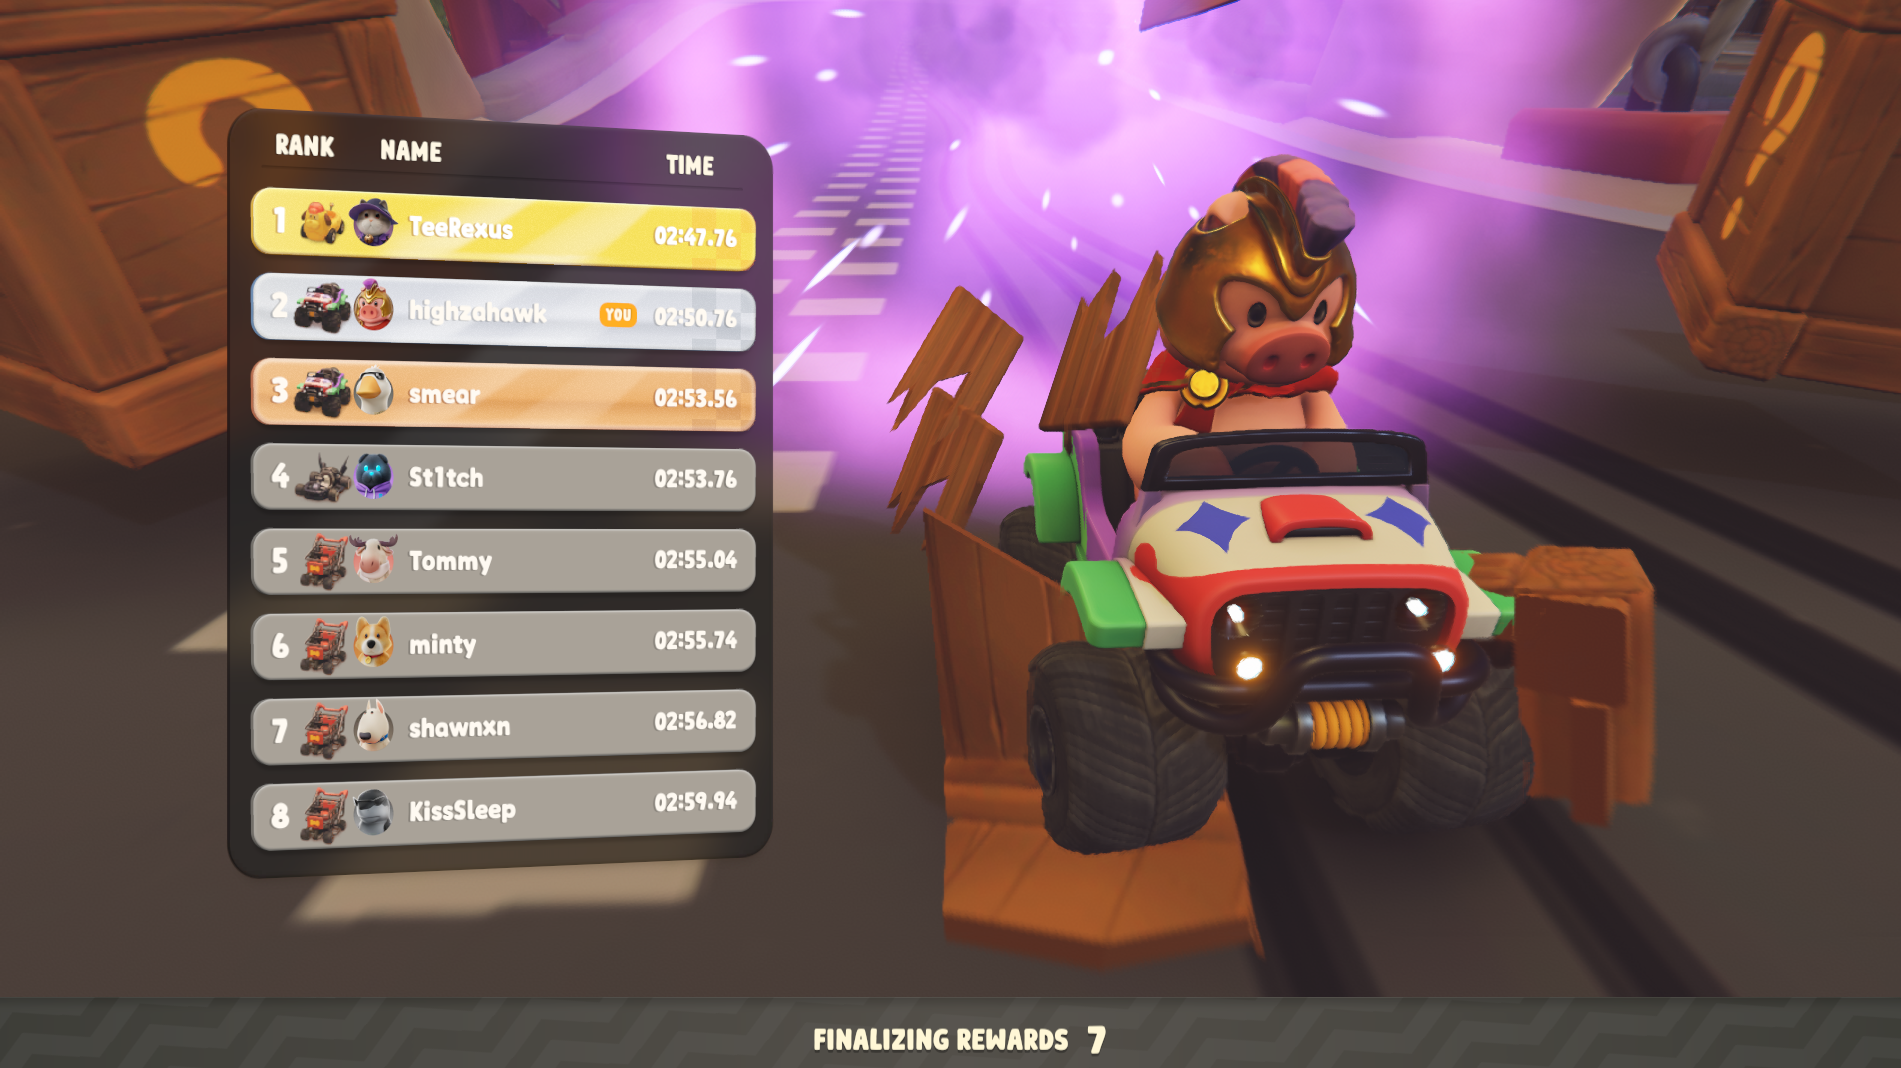 RANK NAME TIME
1 TeeRexus 02:47.76
2 highzahawk YOU 02:50.76
3 smear 02:53.56
4 St1tch 02:53.76
5 Tommy 02:55.04
6 minty 02:55.74
7 shawnxn 02:56.82
8 KissSleep 02:59.94
FINALIZING REWARDS 7